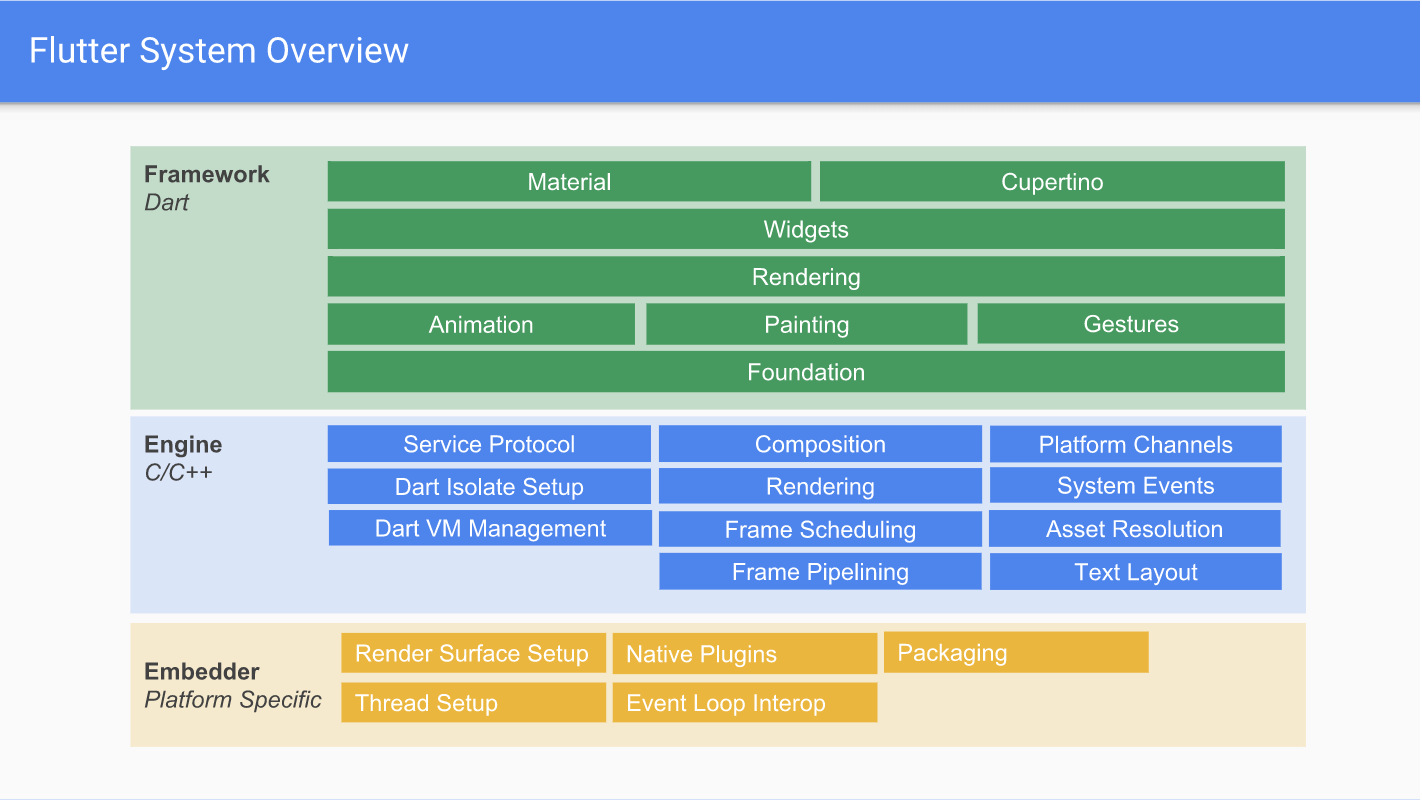 Flutter System Overview
Framework
Dart
Material
Cupertino
Widgets
Rendering
Animation
Painting
Gestures
Foundation
Engine
C/C++
Service Protocol
Composition
Platform Channels
Dart Isolate Setup
Rendering
System Events
Dart VM Management
Frame Scheduling
Asset Resolution
Frame Pipelining
Text Layout
Embedder
Platform Specific
Render Surface Setup
Native Plugins
Packaging
Thread Setup
Event Loop Interop